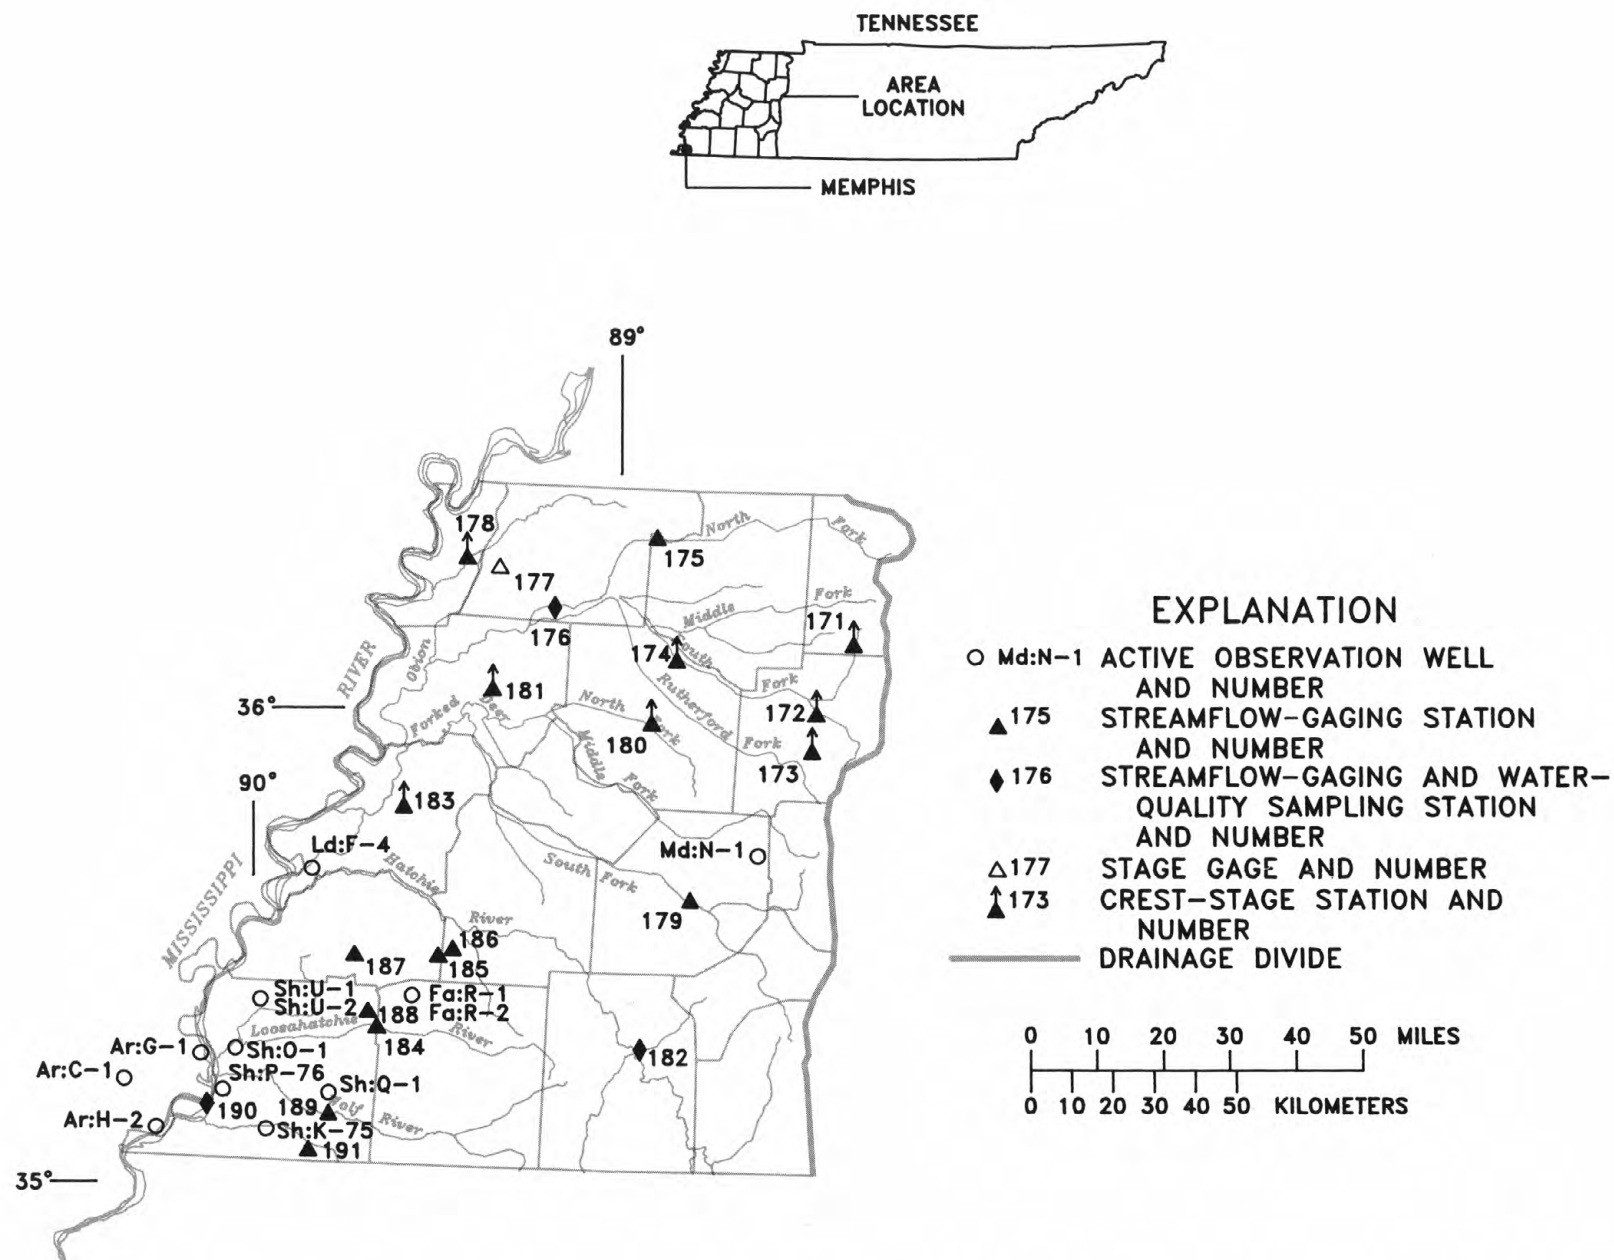 TENNESSEE
AREA
LOCATION
MEMPHIS
89°
178
North
Fork
175
177
Fork
Middle
171
176
Obion
174
South
RIVER
181
Fork
Rutherford
36°
Forked
Deer
North
Fork
172
180
Middle
Fork
173
90°
183
Fork
Ld:F-4
Md:N-1
Hatchie
South Fork
MISSISSIPPI
River
179
186
187
185
Sh:U-1
Sh:U-2
Fa:R-1
Fa:R-2
188
Loosahatchie
River
184
Ar:G-1
Sh:O-1
182
Ar:C-1
Sh:P-76
Sh:Q-1
190
189
Wolf
River
Ar:H-2
Sh:K-75
191
35°
EXPLANATION
Md:N-1 ACTIVE OBSERVATION WELL
AND NUMBER
175 STREAMFLOW-GAGING STATION
AND NUMBER
176 STREAMFLOW-GAGING AND WATER-
QUALITY SAMPLING STATION
AND NUMBER
177 STAGE GAGE AND NUMBER
173 CREST-STAGE STATION AND
NUMBER
DRAINAGE DIVIDE
0 10 20 30 40 50 MILES
0 10 20 30 40 50 KILOMETERS